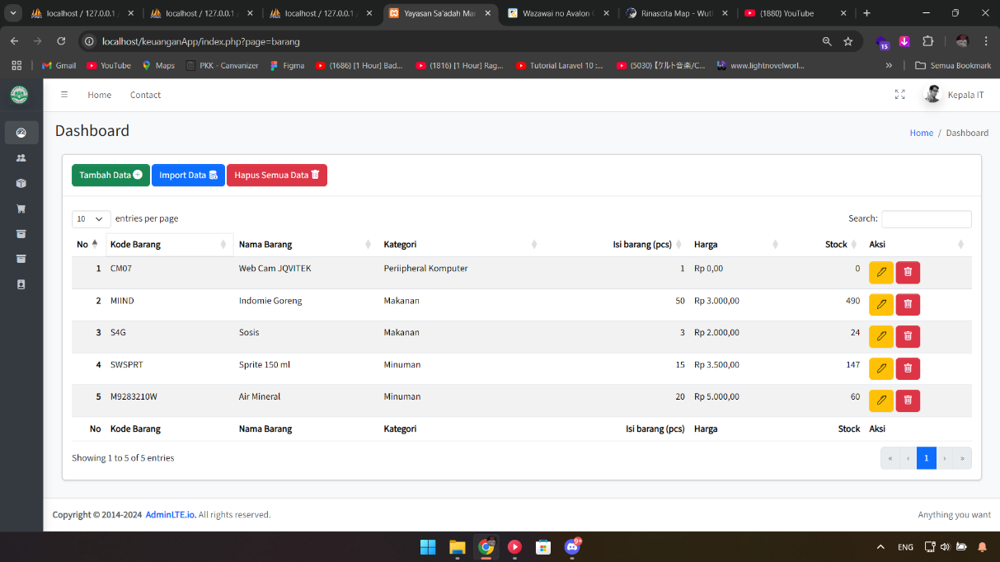 localhost / 127.0.0.1 /
localhost / 127.0.0.1 /
localhost / 127.0.0.1 /
Yayasan Sa'adah Mar
Wazawai no Avalon C
Rinascita Map - Wuth
(1880) YouTube
localhost/keuanganApp/index.php?page=barang
15
Gmail
YouTube
Maps
PKK - Canvanizer
Figma
(1686) [1 Hour] Bad...
(1816) [1 Hour] Rag...
Tutorial Laravel 10 :...
(5030) 【ケルト音楽/C...
www.lightnovelworl...
Semua Bookmark
Home
Contact
Kepala IT
Dashboard
Home / Dashboard
Tambah Data
Import Data
Hapus Semua Data
10 entries per page
Search:
No Kode Barang Nama Barang Kategori Isi barang (pcs) Harga Stock Aksi
1 CM07 Web Cam JQVITEK Periipheral Komputer 1 Rp 0,00 0
2 MIIND Indomie Goreng Makanan 50 Rp 3.000,00 490
3 S4G Sosis Makanan 3 Rp 2.000,00 24
4 SWSPRT Sprite 150 ml Minuman 15 Rp 3.500,00 147
5 M9283210W Air Mineral Minuman 20 Rp 5.000,00 60
No Kode Barang Nama Barang Kategori Isi barang (pcs) Harga Stock Aksi
Showing 1 to 5 of 5 entries
« ‹ 1 › »
Copyright © 2014-2024 AdminLTE.io. All rights reserved.
Anything you want
ENG